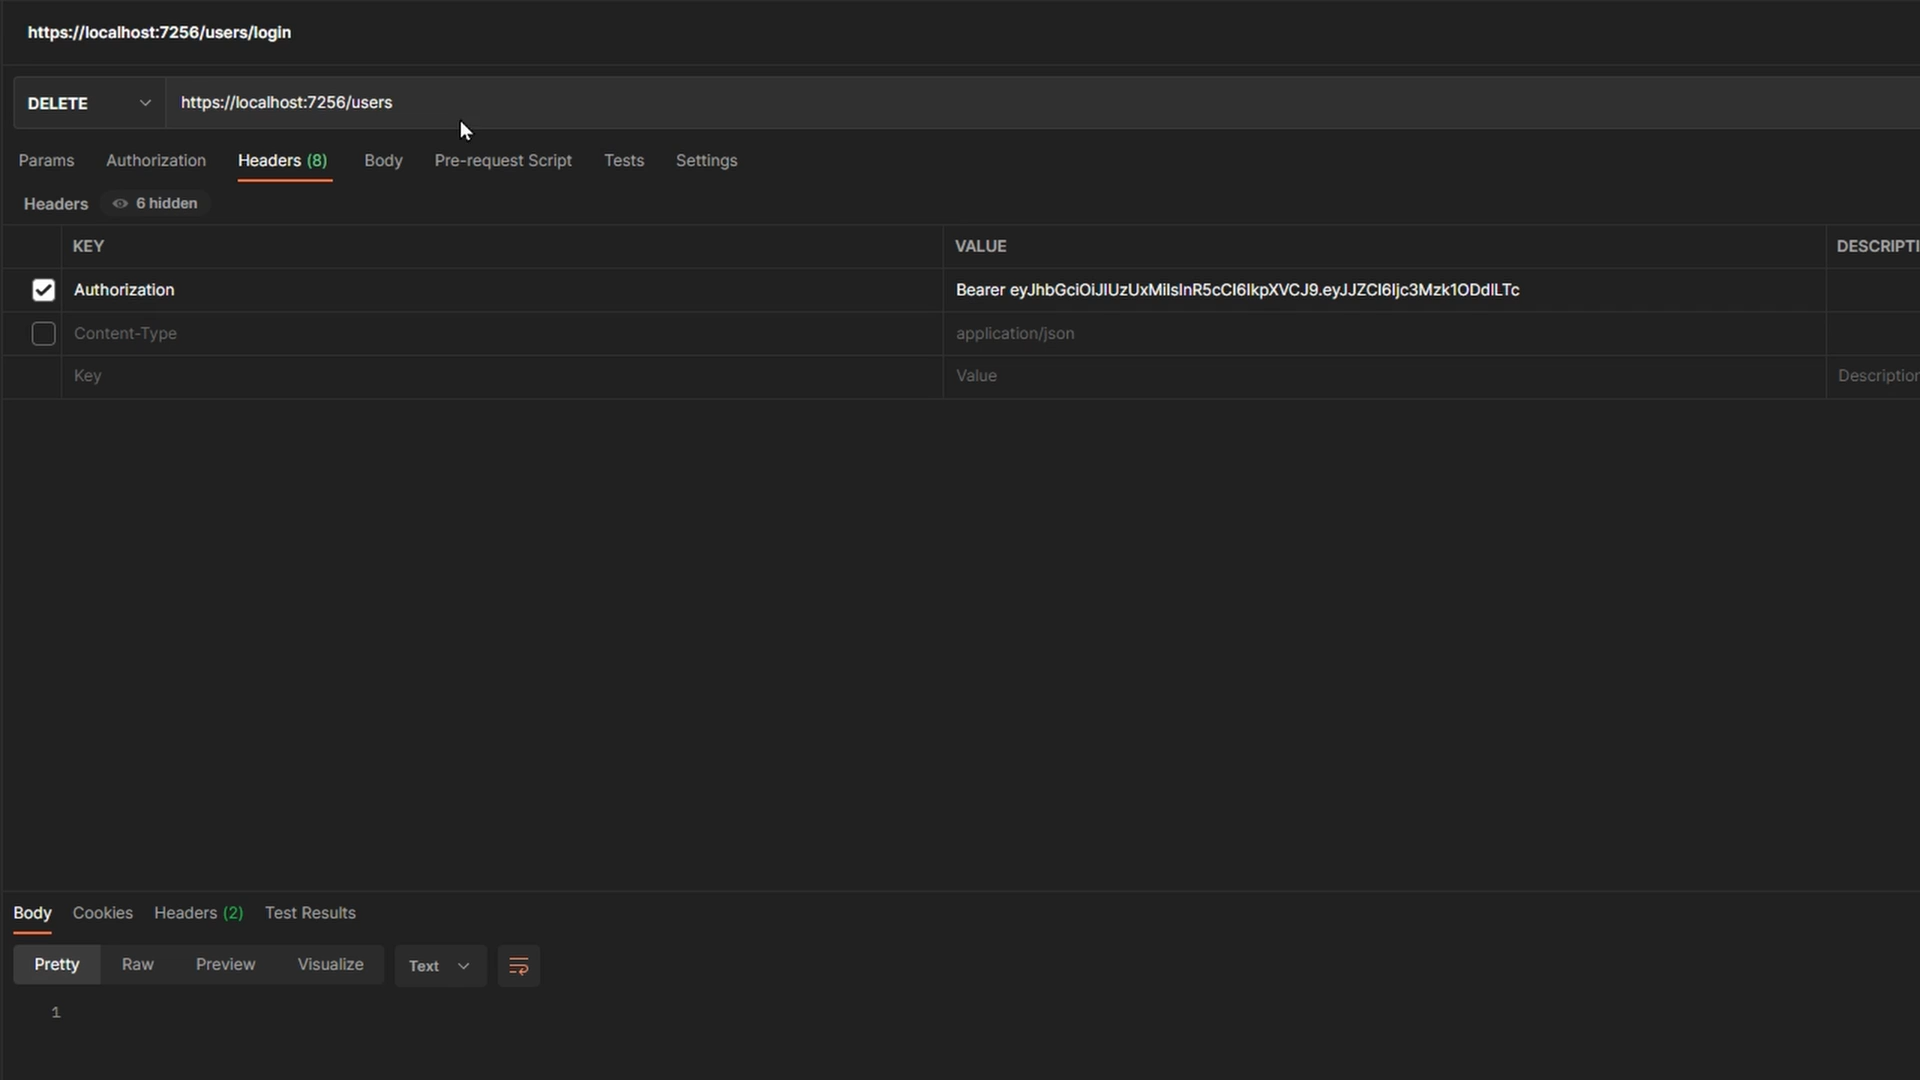 https://localhost:7256/users/login
DELETE https://localhost:7256/users
Params Authorization Headers (8) Body Pre-request Script Tests Settings
Headers 6 hidden
KEY VALUE DESCRIPTI
Authorization Bearer eyJhbGciOiJIUzUxMiIsInR5cCI6IkpXVCJ9.eyJJZCI6Ijc3Mzk1ODdlLTc
Content-Type application/json
Key Value Description
Body Cookies Headers (2) Test Results
Pretty Raw Preview Visualize Text
1